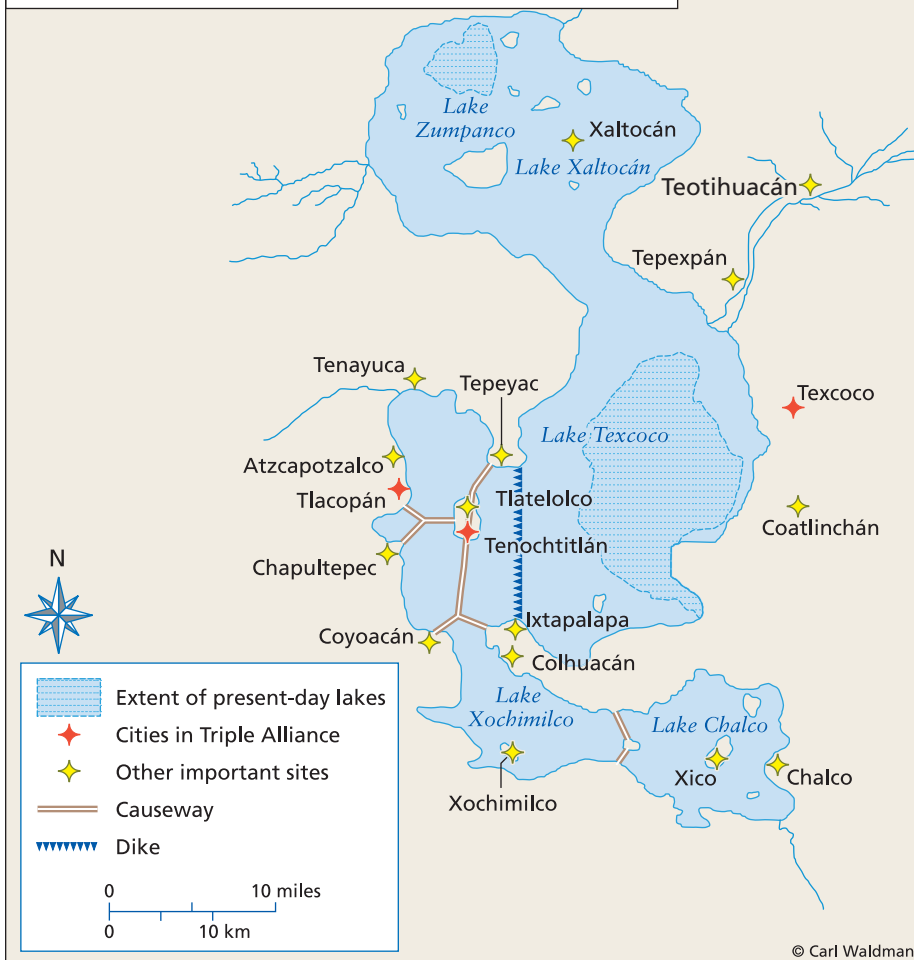 Lake
Zumpanco
Xaltocán
Lake Xaltocán
Teotihuacán
Tepexpán
Tenayuca
Tepeyac
Texcoco
Lake Texcoco
Atzcapotzalco
Tlacopán
Tlatelolco
Coatlinchán
Tenochtitlán
N
Chapultepec
Ixtapalapa
Coyoacán
Colhuacán
Lake
Xochimilco
Lake Chalco
Xico
Chalco
Xochimilco
Extent of present-day lakes
Cities in Triple Alliance
Other important sites
Causeway
Dike
0 10 miles
0 10 km
© Carl Waldman